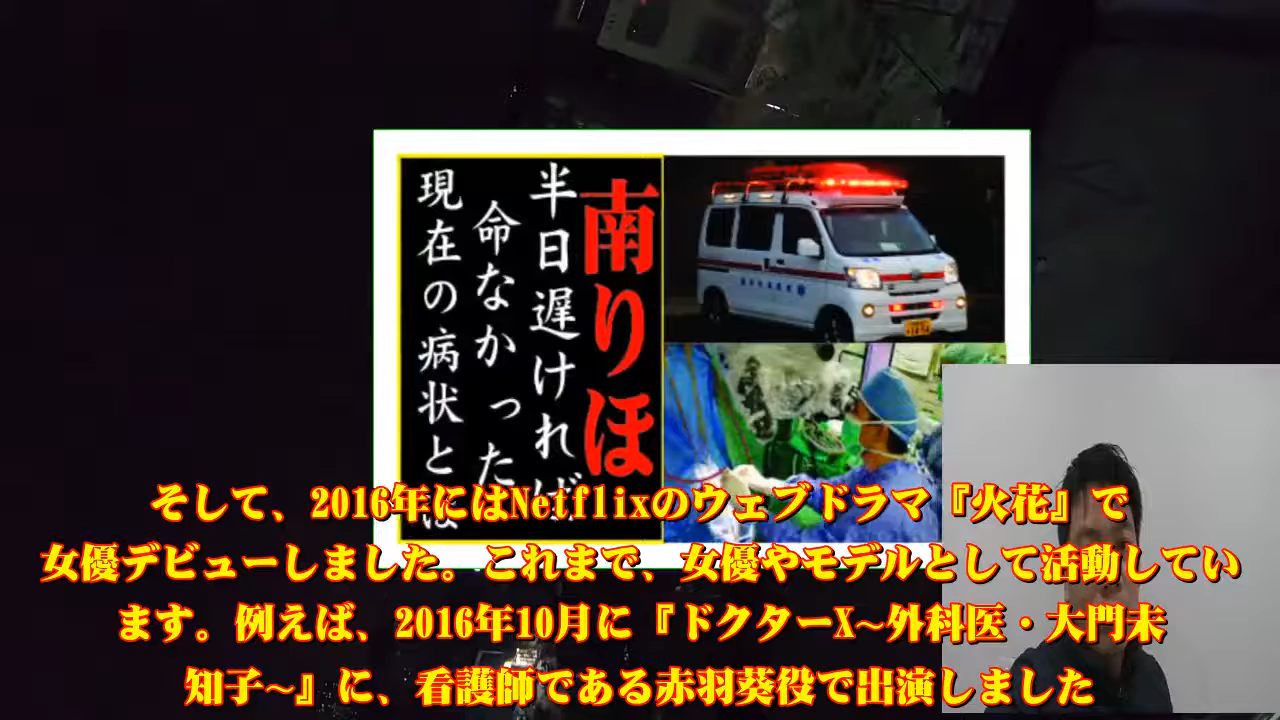 南りほ
半日遅ければ
命なかった
現在の病状とは
そして、2016年にはNetflixのウェブドラマ『火花』で
女優デビューしました。これまで、女優やモデルとして活動してい
ます。例えば、2016年10月に『ドクターX~外科医・大門未
知子~』に、看護師である赤羽葵役で出演しました